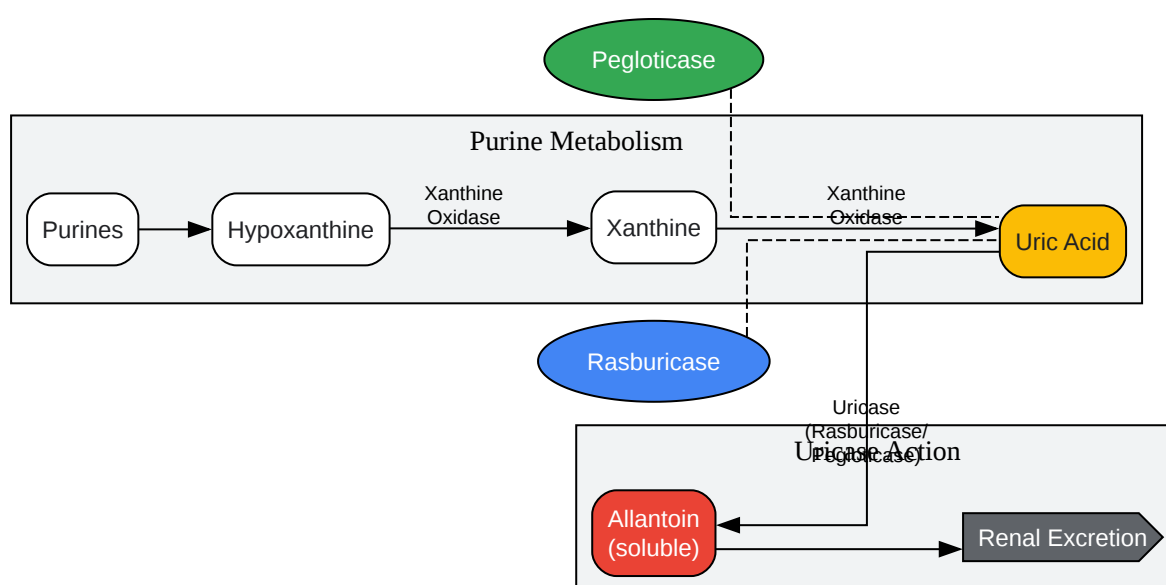 Pegloticase
Purine Metabolism
Purines
Hypoxanthine
Xanthine
Oxidase
Xanthine
Xanthine
Oxidase
Uric Acid
Rasburicase
Uricase
(Rasburicase/
Pegloticase)
Uricase Action
Allantoin
(soluble)
Renal Excretion